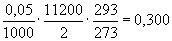 0,05/1000 · 11200/2 · 293/273 = 0,300